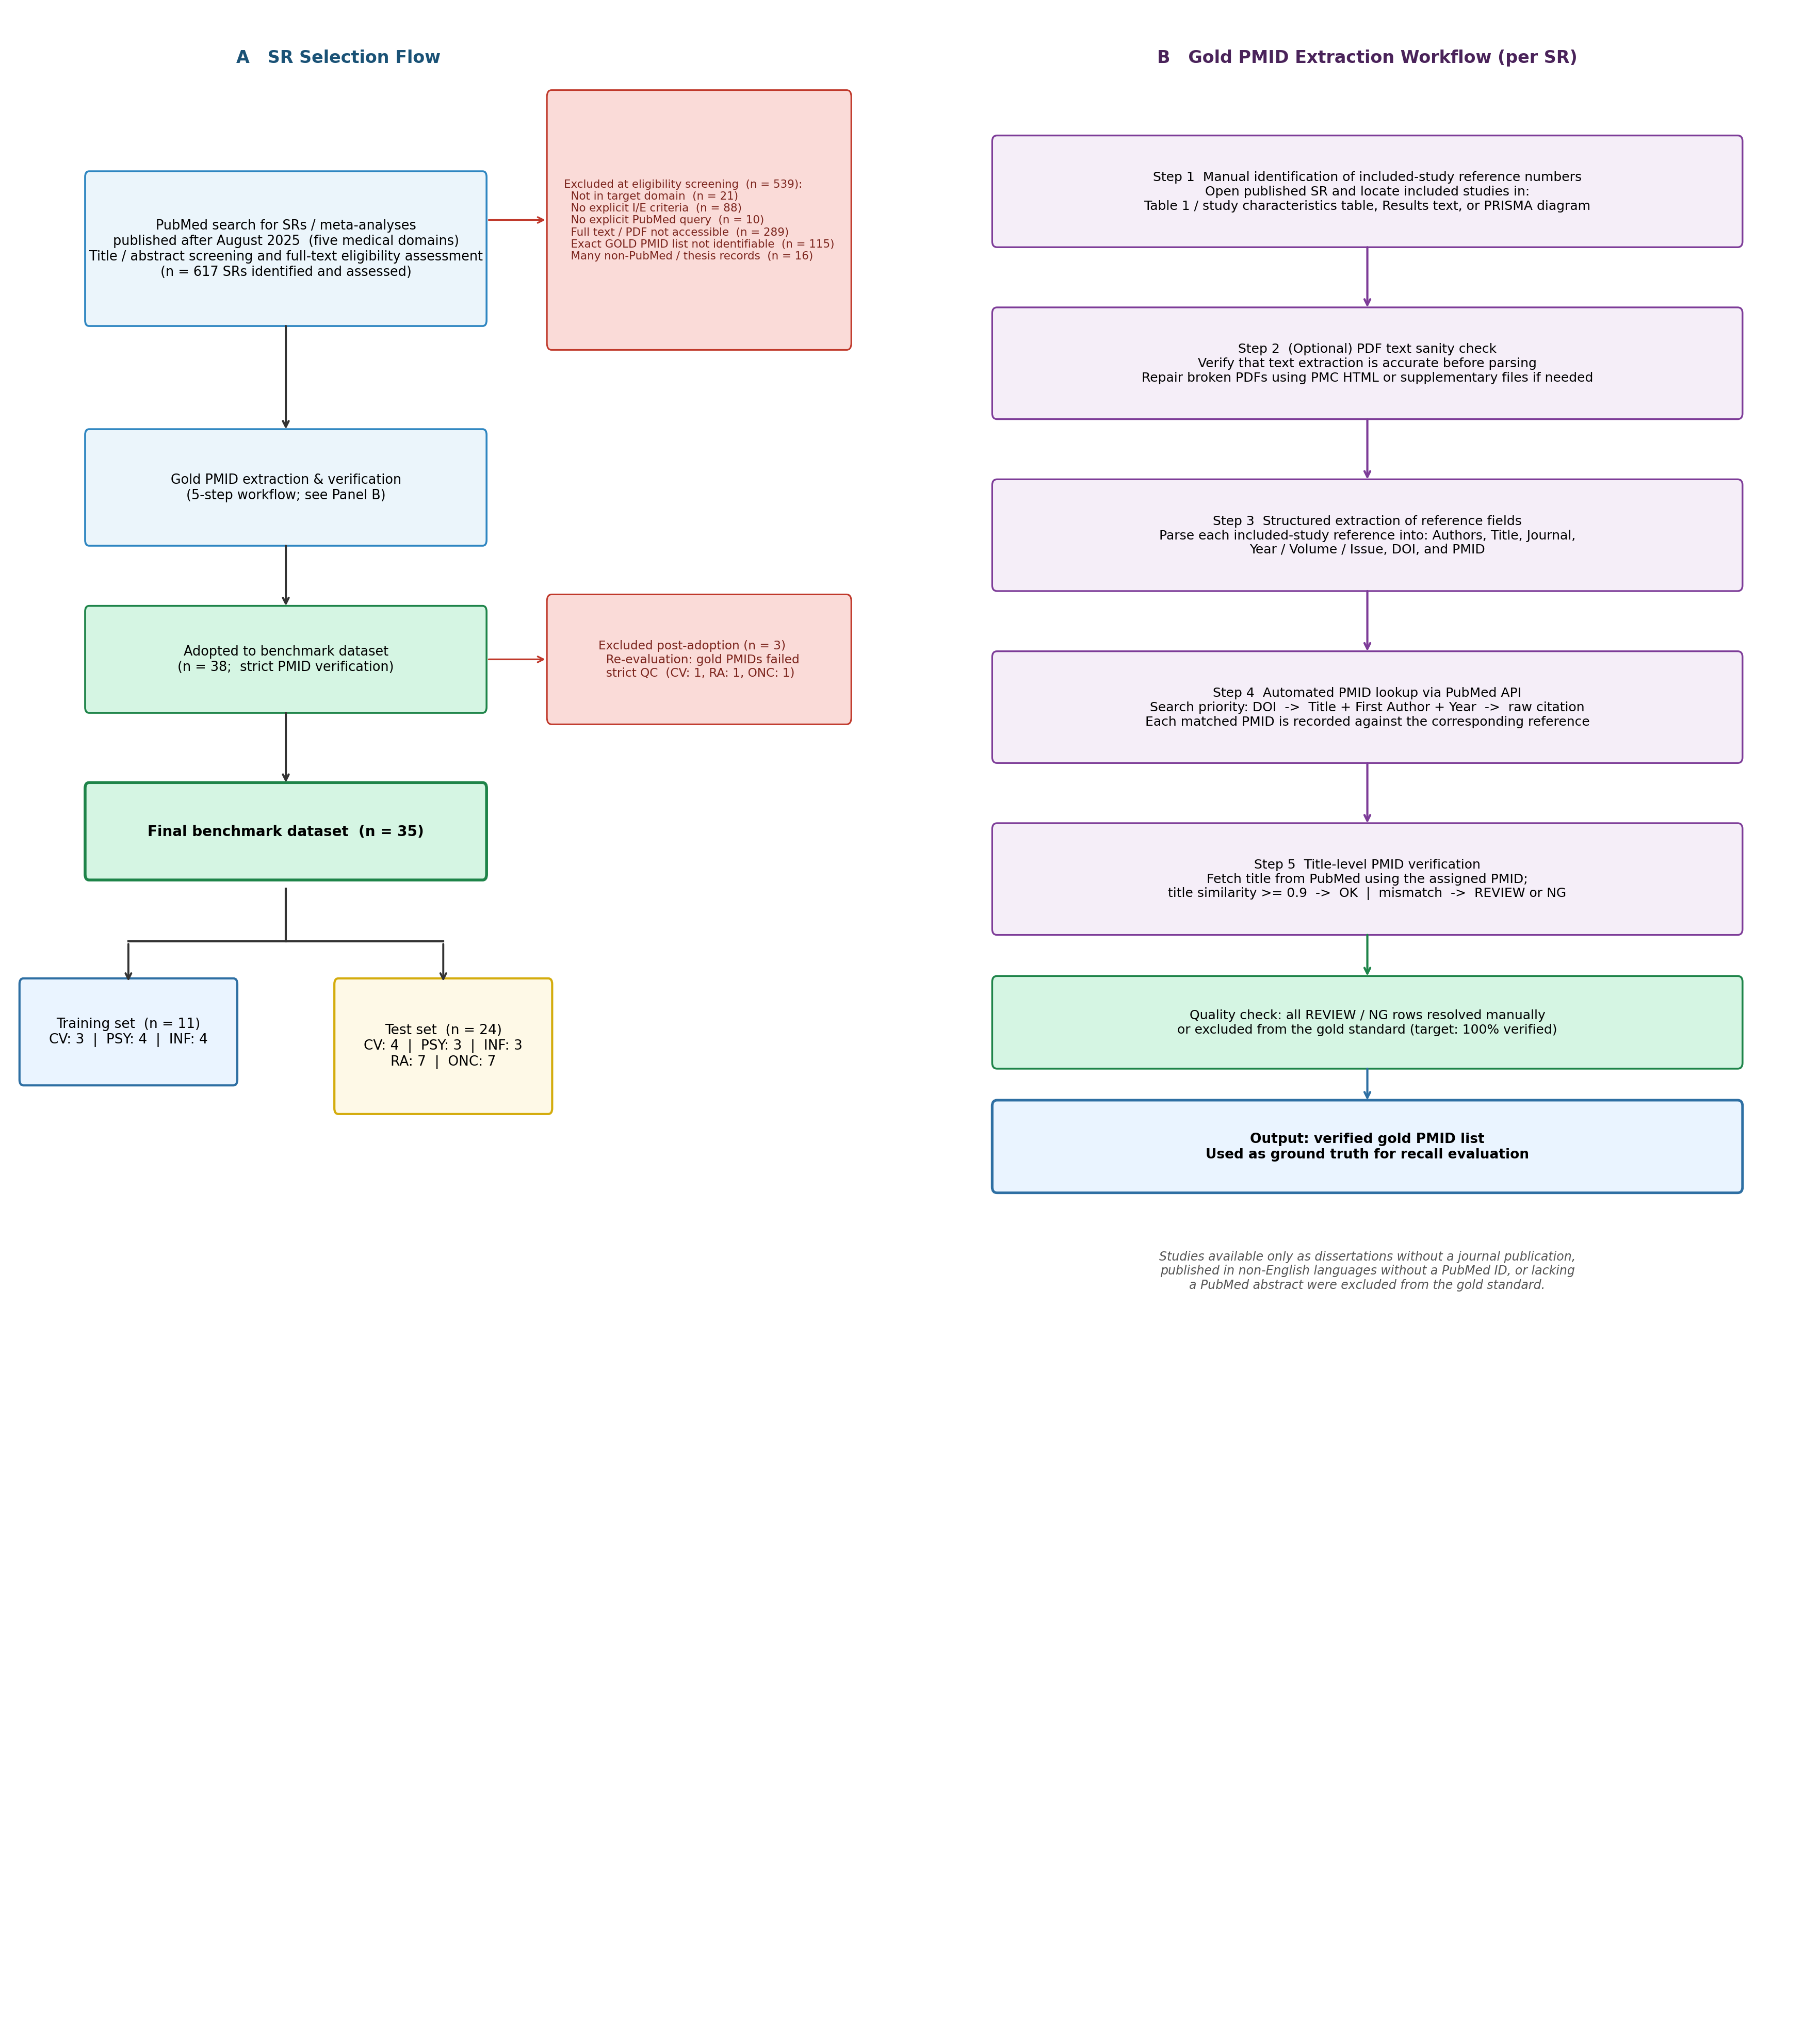 A   SR Selection Flow
PubMed search for SRs / meta-analyses
published after August 2025  (five medical domains)
Title / abstract screening and full-text eligibility assessment
(n = 617 SRs identified and assessed)
Excluded at eligibility screening  (n = 539):
Not in target domain  (n = 21)
No explicit I/E criteria  (n = 88)
No explicit PubMed query  (n = 10)
Full text / PDF not accessible  (n = 289)
Exact GOLD PMID list not identifiable  (n = 115)
Many non-PubMed / thesis records  (n = 16)
Gold PMID extraction & verification
(5-step workflow; see Panel B)
Adopted to benchmark dataset
(n = 38;  strict PMID verification)
Excluded post-adoption (n = 3)
Re-evaluation: gold PMIDs failed
strict QC  (CV: 1, RA: 1, ONC: 1)
Final benchmark dataset  (n = 35)
Training set  (n = 11)
CV: 3  |  PSY: 4  |  INF: 4
Test set  (n = 24)
CV: 4  |  PSY: 3  |  INF: 3
RA: 7  |  ONC: 7
B   Gold PMID Extraction Workflow (per SR)
Step 1  Manual identification of included-study reference numbers
Open published SR and locate included studies in:
Table 1 / study characteristics table, Results text, or PRISMA diagram
Step 2  (Optional) PDF text sanity check
Verify that text extraction is accurate before parsing
Repair broken PDFs using PMC HTML or supplementary files if needed
Step 3  Structured extraction of reference fields
Parse each included-study reference into: Authors, Title, Journal,
Year / Volume / Issue, DOI, and PMID
Step 4  Automated PMID lookup via PubMed API
Search priority: DOI  ->  Title + First Author + Year  ->  raw citation
Each matched PMID is recorded against the corresponding reference
Step 5  Title-level PMID verification
Fetch title from PubMed using the assigned PMID;
title similarity >= 0.9  ->  OK  |  mismatch  ->  REVIEW or NG
Quality check: all REVIEW / NG rows resolved manually
or excluded from the gold standard (target: 100% verified)
Output: verified gold PMID list
Used as ground truth for recall evaluation
Studies available only as dissertations without a journal publication,
published in non-English languages without a PubMed ID, or lacking
a PubMed abstract were excluded from the gold standard.